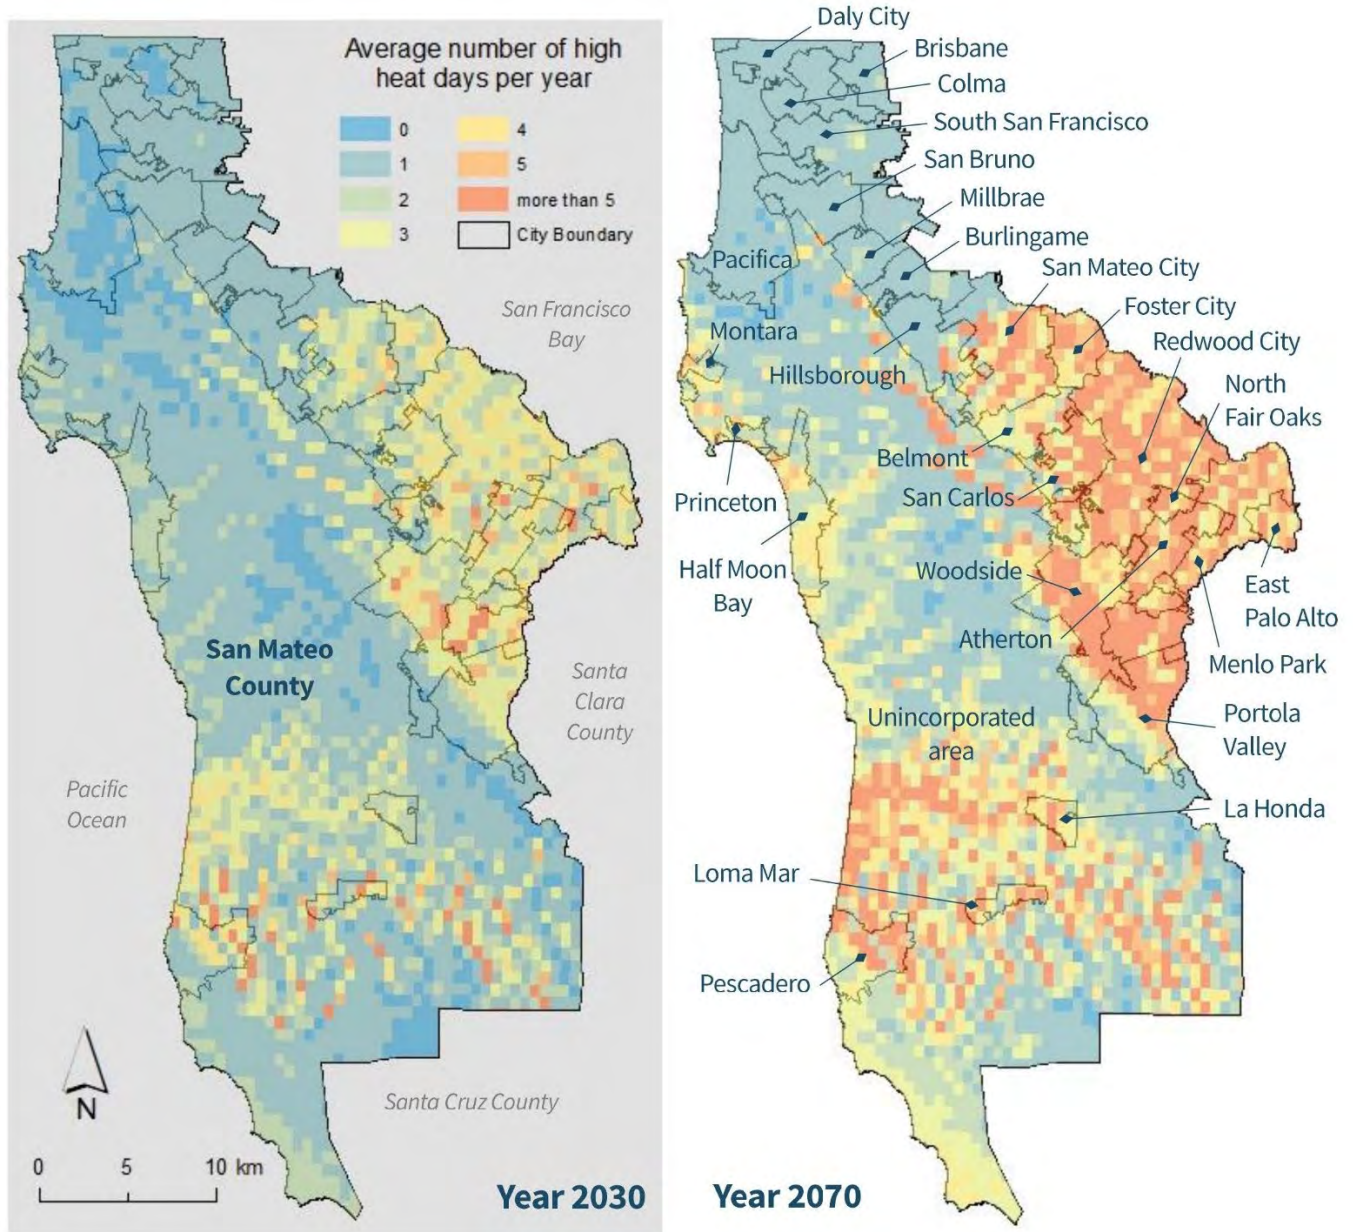 Average number of high
heat days per year
0
4
1
5
2
more than 5
3
City Boundary
San Francisco
Bay
San Mateo
County
Santa
Clara
County
Pacific
Ocean
Santa Cruz County
N
0 5 10 km
Year 2030
Daly City
Brisbane
Colma
South San Francisco
San Bruno
Millbrae
Burlingame
Pacifica
San Mateo City
Foster City
Montara
Redwood City
Hillsborough
North
Fair Oaks
Belmont
Princeton
San Carlos
Half Moon
Bay
Woodside
East
Palo Alto
Atherton
Menlo Park
Unincorporated
area
Portola
Valley
La Honda
Loma Mar
Pescadero
Year 2070